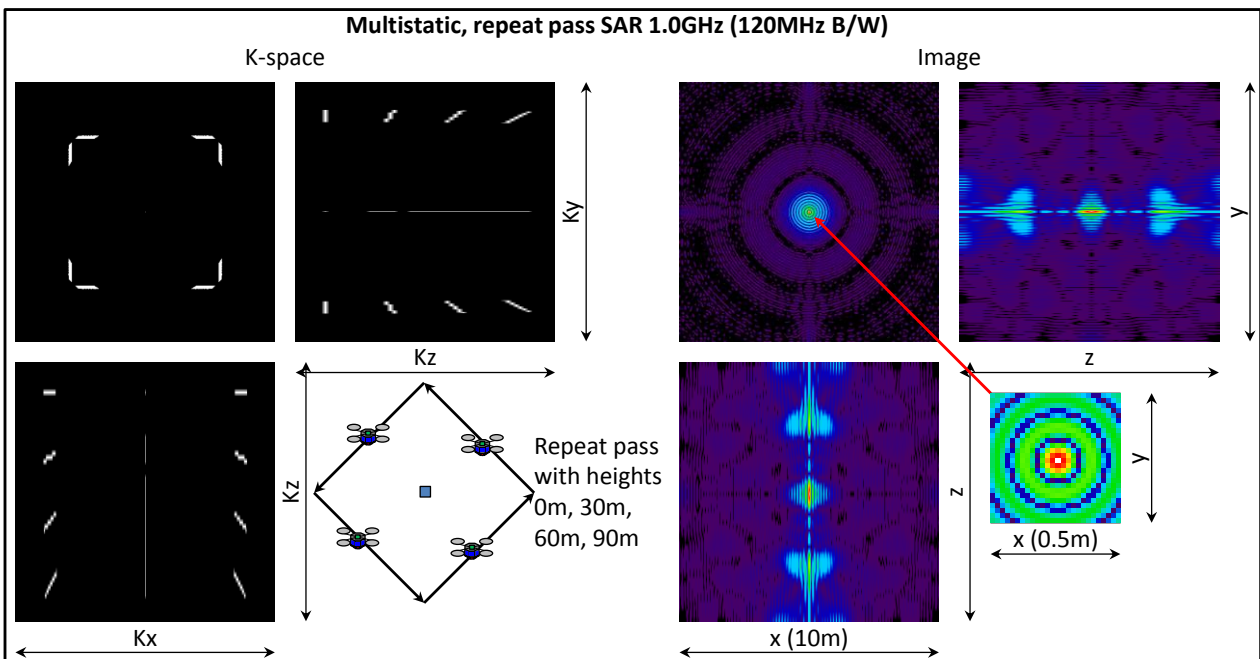 Multistatic, repeat pass SAR 1.0GHz (120MHz B/W)
K-space
Image
Ky
y
Kz
z
Kz
Repeat pass
with heights
0m, 30m,
60m, 90m
z
y
x (0.5m)
Kx
x (10m)